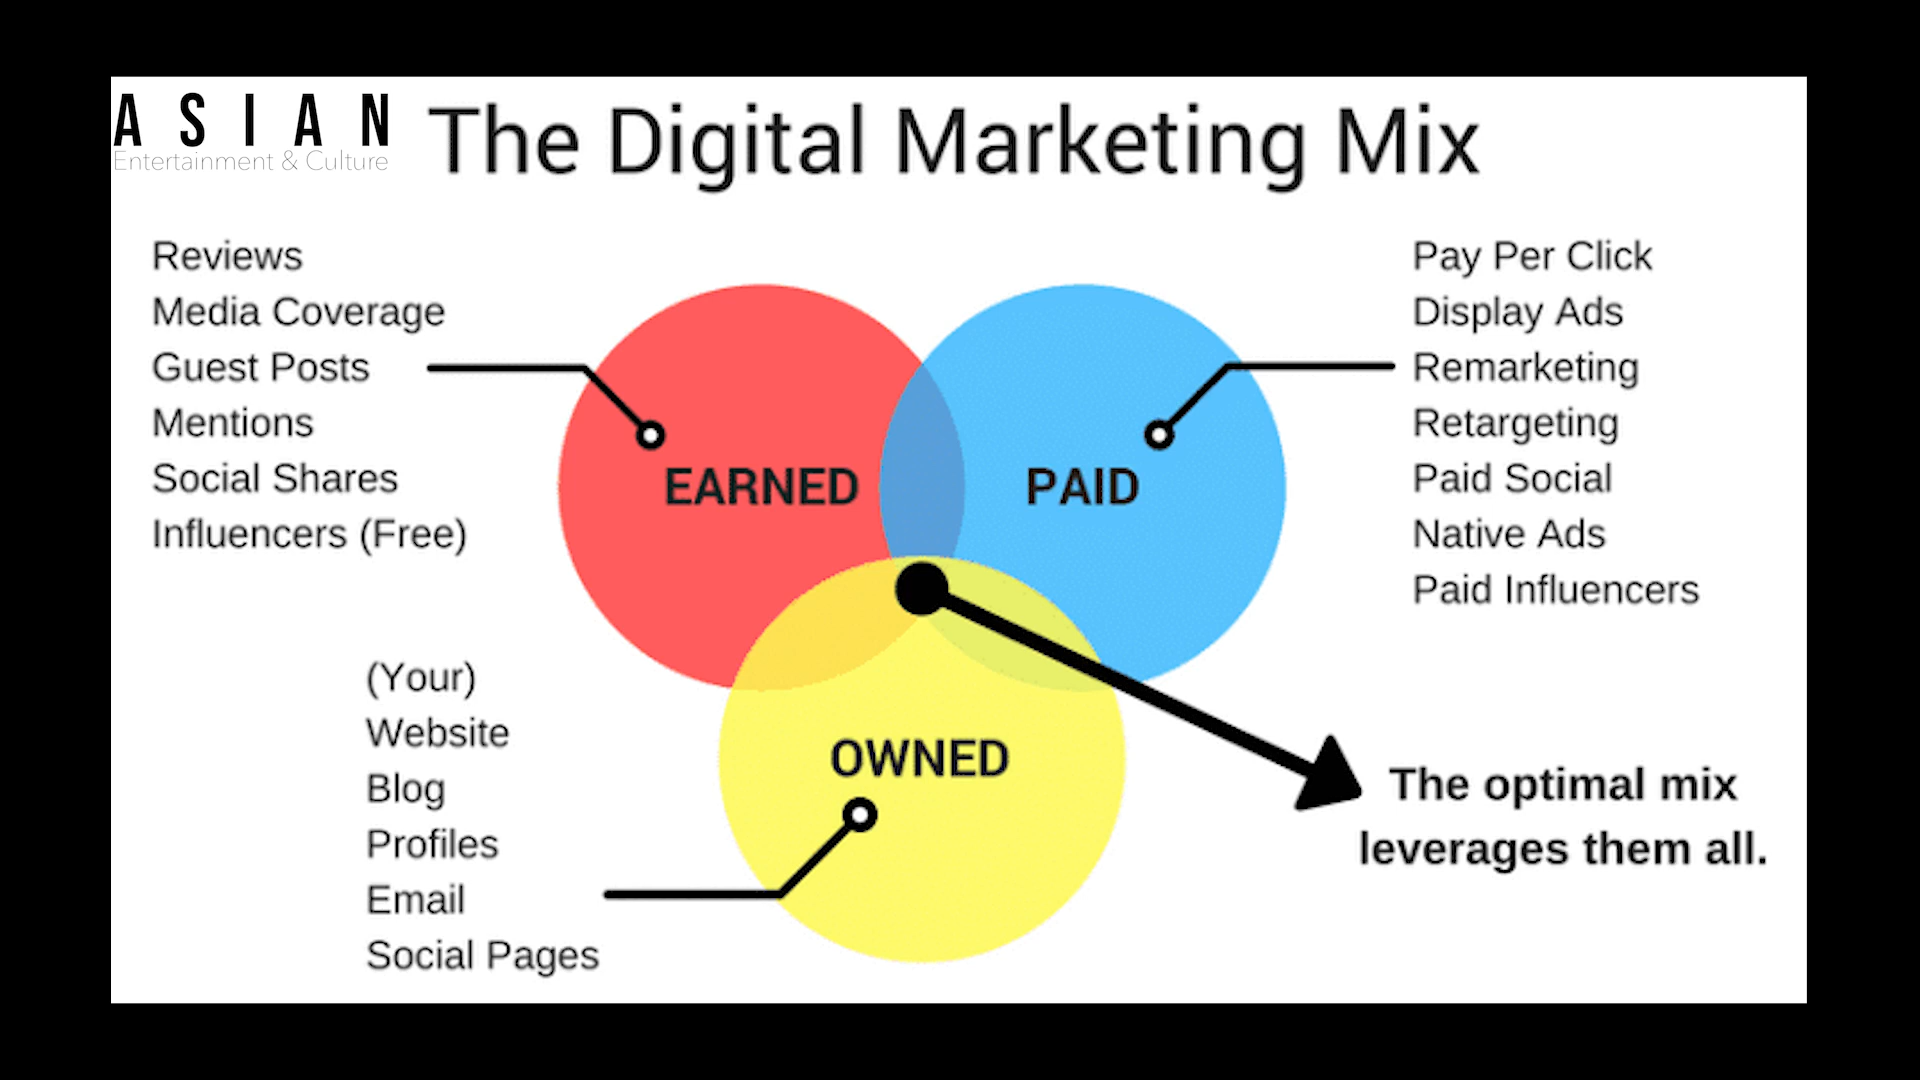 ASIAN
Entertainment & Culture
The Digital Marketing Mix
Reviews
Media Coverage
Guest Posts
Mentions
Social Shares
Influencers (Free)
EARNED
PAID
Pay Per Click
Display Ads
Remarketing
Retargeting
Paid Social
Native Ads
Paid Influencers
(Your)
Website
Blog
Profiles
Email
Social Pages
OWNED
The optimal mix
leverages them all.